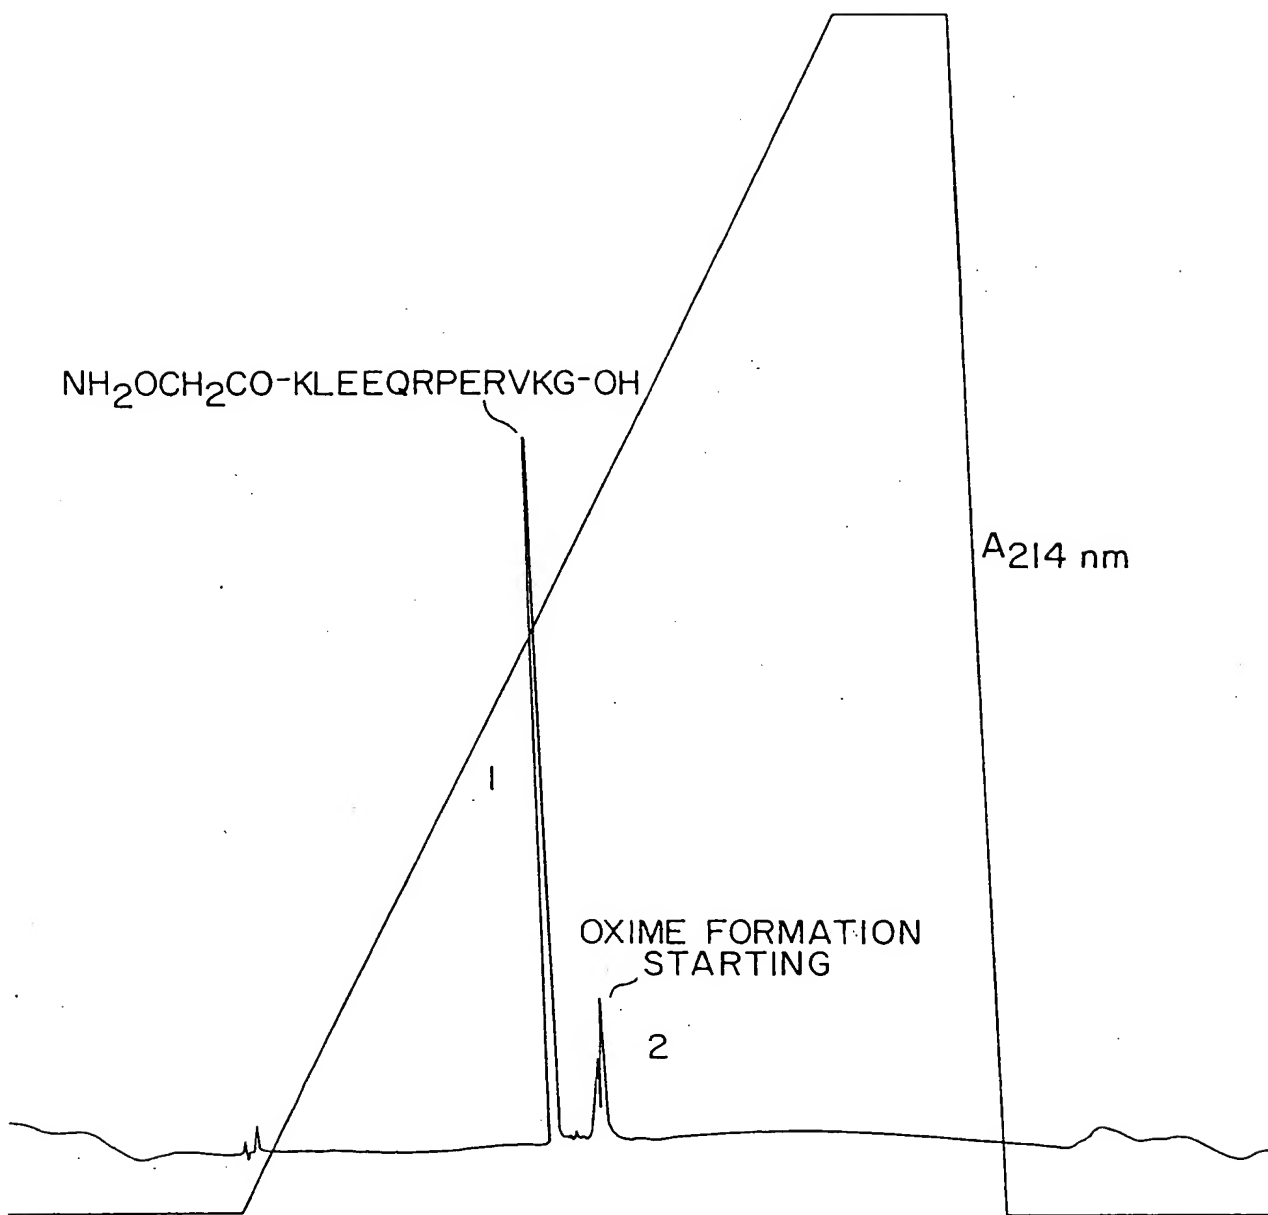 NH2OCH2CO-KLEEQRPERVKG-OH
A214 nm
1
OXIME FORMATION
STARTING
2